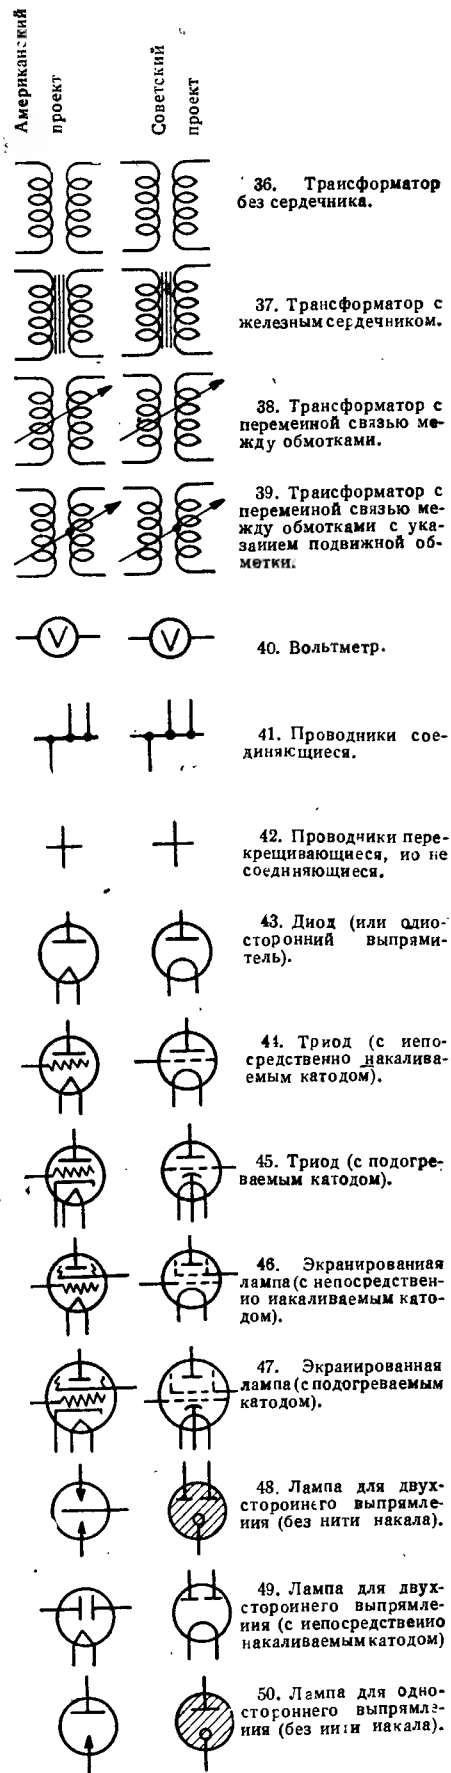 Американский
проект
Советский
проект
36. Трансформатор
без сердечника.
37. Трансформатор с
железным сердечником.
38. Трансформатор с
переменной связью ме-
жду обмотками.
39. Трансформатор с
переменной связью ме-
жду обмотками с ука-
занием подвижной об-
метки.
V
V
40. Вольтметр.
41. Проводники сое-
диняющиеся.
42. Проводники пере-
крещивающиеся, но не
соединяющиеся.
43. Диод (или одно-
сторонний выпрями-
тель).
44. Триод (с непо-
средственно накалива-
емым катодом).
45. Триод (с подогре-
ваемым катодом).
46. Экранированная
лампа (с непосредствен-
но накаливаемым като-
дом).
47. Экранированная
лампа (с подогреваемым
катодом).
48. Лампа для двух-
стороннего выпрямле-
ния (без нити накала).
49. Лампа для двух-
стороннего выпрямле-
ния (с непосредственно
накаливаемым катодом)
50. Лампа для одно-
стороннего выпрямле-
ния (без нити накала).